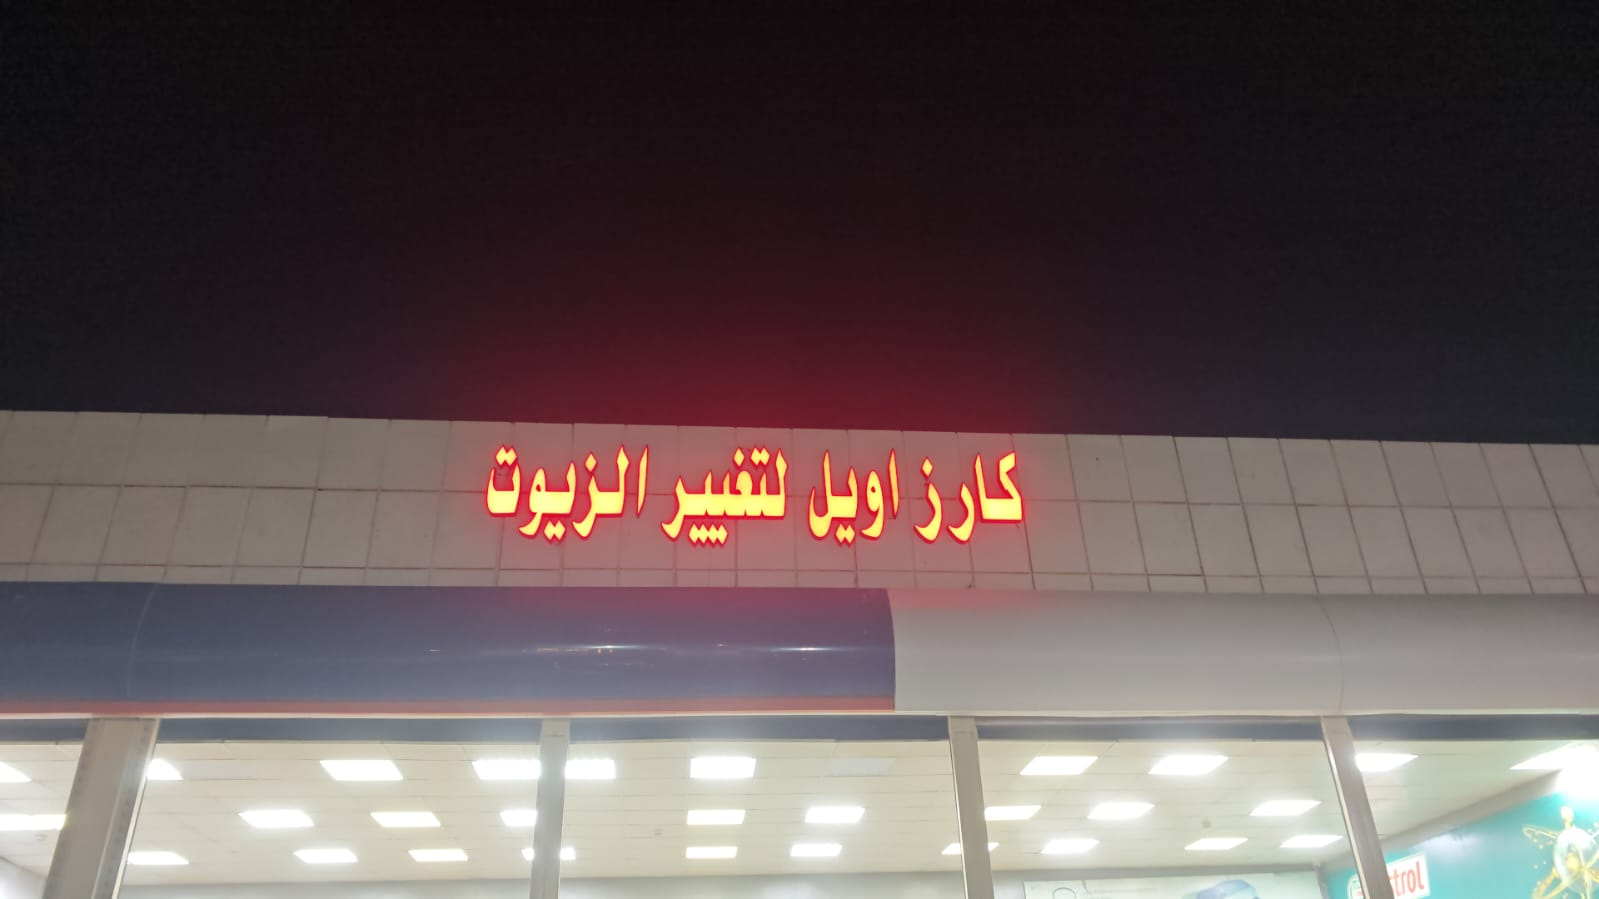 كارز اويل لتغيير الزيوت